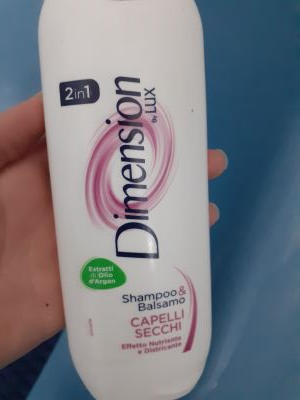 2in1
Dimension
By LUX
Estratti
di Olio
d'Argan
Shampoo &
Balsamo
CAPELLI
SECCHI
Effetto Nutriente
e Districante